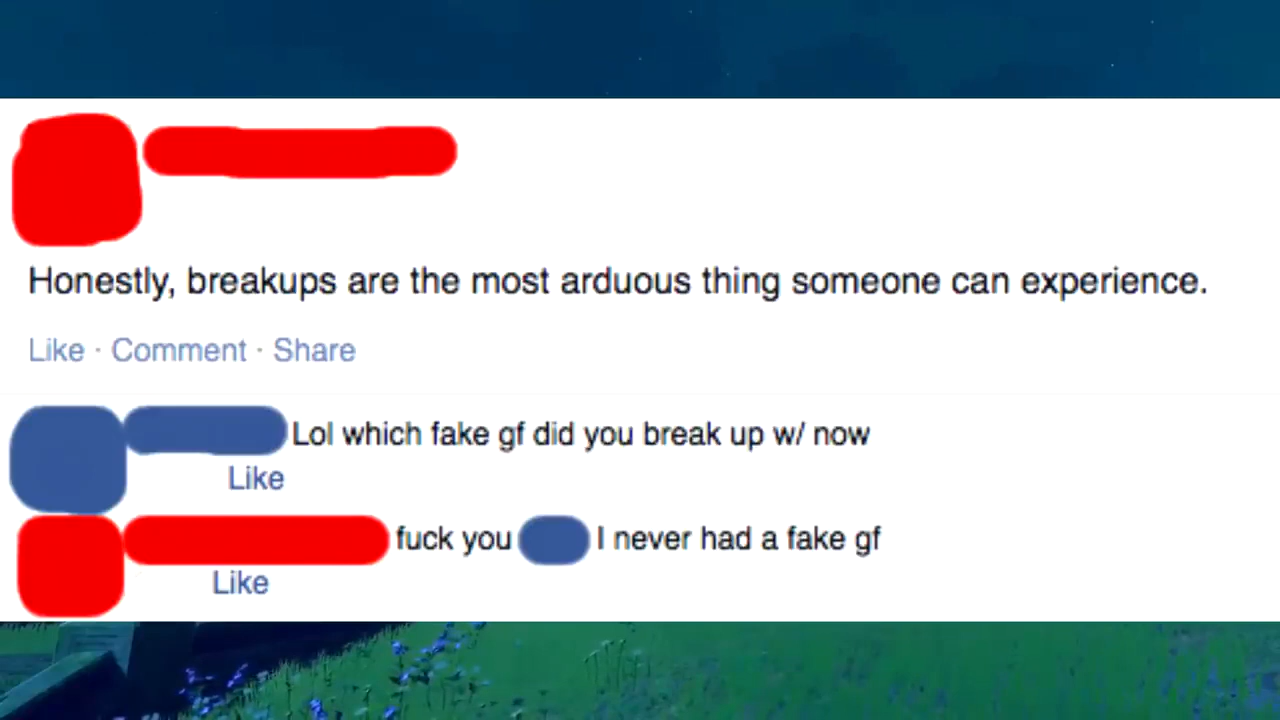 Honestly, breakups are the most arduous thing someone can experience.
Like · Comment · Share
Lol which fake gf did you break up w/ now
Like
fuck you I never had a fake gf
Like